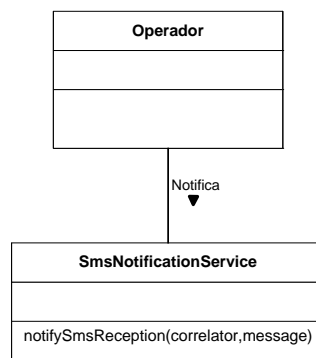 Operador
Notifica
SmsNotificationService
notifySmsReception(correlator,message)